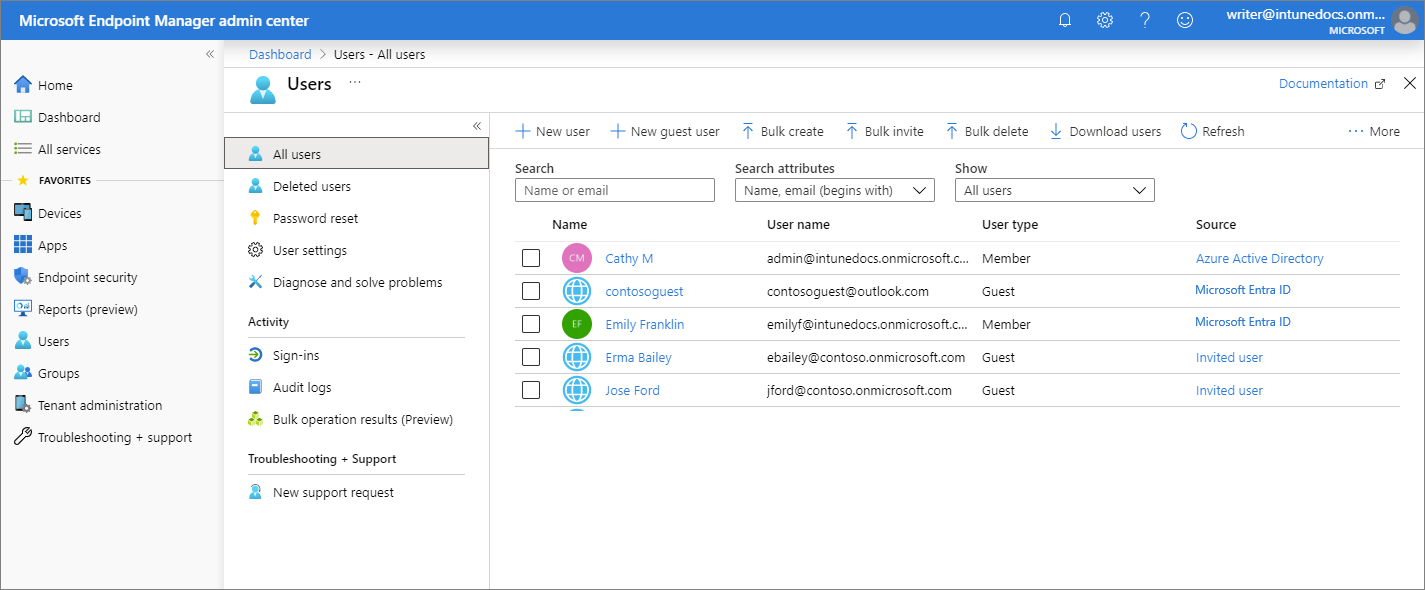 Microsoft Endpoint Manager admin center
writer@intunedocs.onm...
MICROSOFT
Home
Dashboard
All services
FAVORITES
Devices
Apps
Endpoint security
Reports (preview)
Users
Groups
Tenant administration
Troubleshooting + support
Dashboard > Users - All users
Users ...
Documentation
All users
Deleted users
Password reset
User settings
Diagnose and solve problems
Activity
Sign-ins
Audit logs
Bulk operation results (Preview)
Troubleshooting + Support
New support request
New user New guest user Bulk create Bulk invite Bulk delete Download users Refresh ... More
Search Search attributes Show
Name or email Name, email (begins with) All users
Name User name User type Source
CM Cathy M admin@intunedocs.onmicrosoft.c... Member Azure Active Directory
contosoguest contosoguest@outlook.com Guest Microsoft Entra ID
EF Emily Franklin emilyf@intunedocs.onmicrosoft.c... Member Microsoft Entra ID
Erma Bailey ebailey@contoso.onmicrosoft.com Guest Invited user
Jose Ford jford@contoso.onmicrosoft.com Guest Invited user